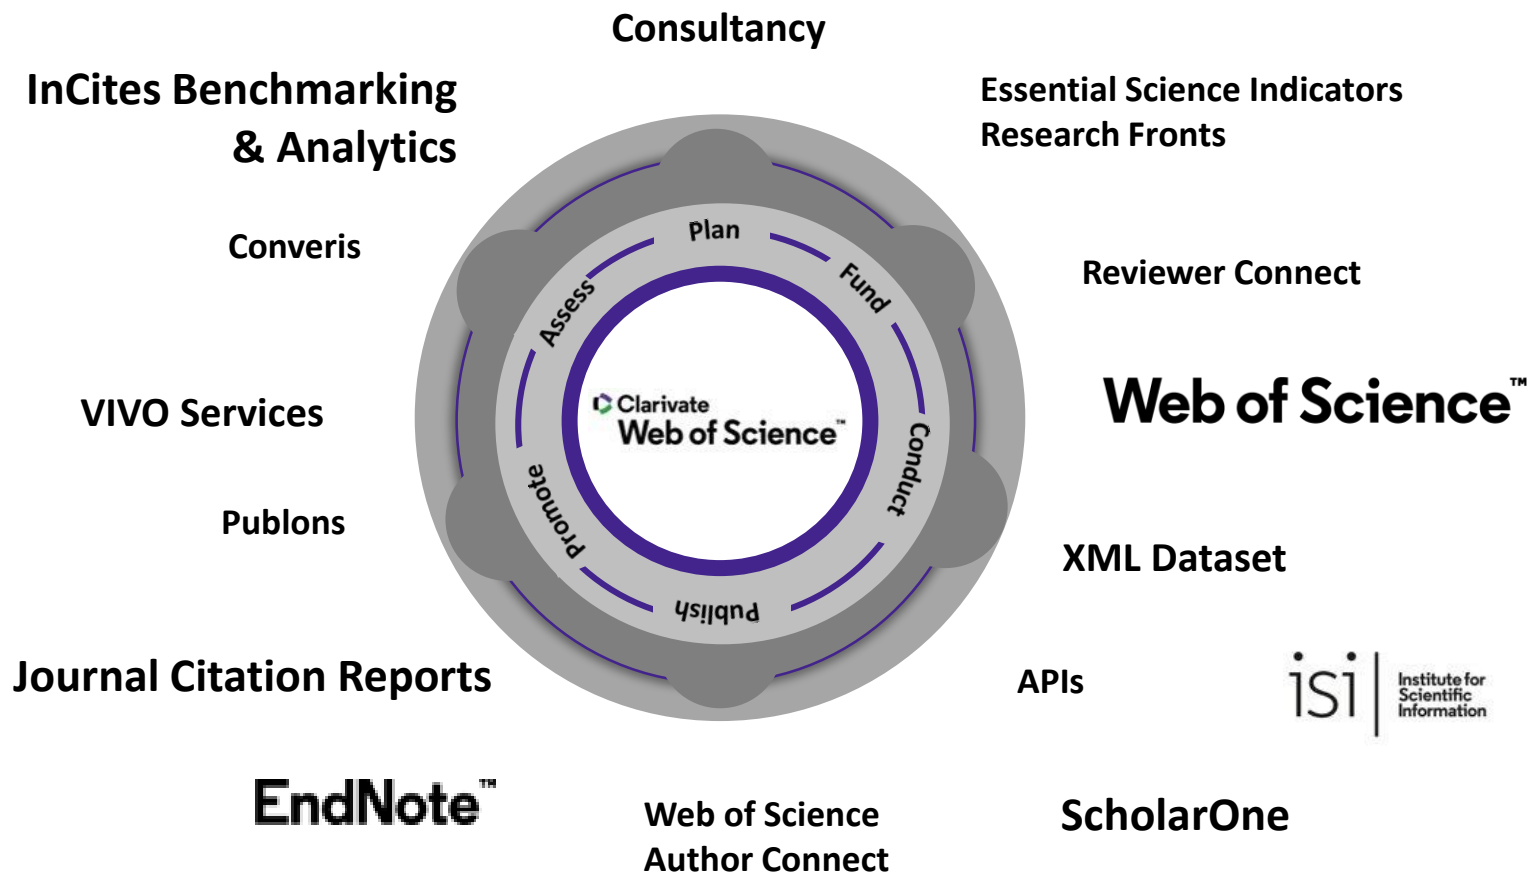 Consultancy
InCites Benchmarking
& Analytics
Essential Science Indicators
Research Fronts
Converis
Reviewer Connect
VIVO Services
Web of Science™
Publons
XML Dataset
Journal Citation Reports
APIs
isi
Institute for
Scientific
Information
EndNote™
Web of Science
Author Connect
ScholarOne
Plan
Fund
Conduct
Publish
Promote
Assess
Clarivate
Web of Science™